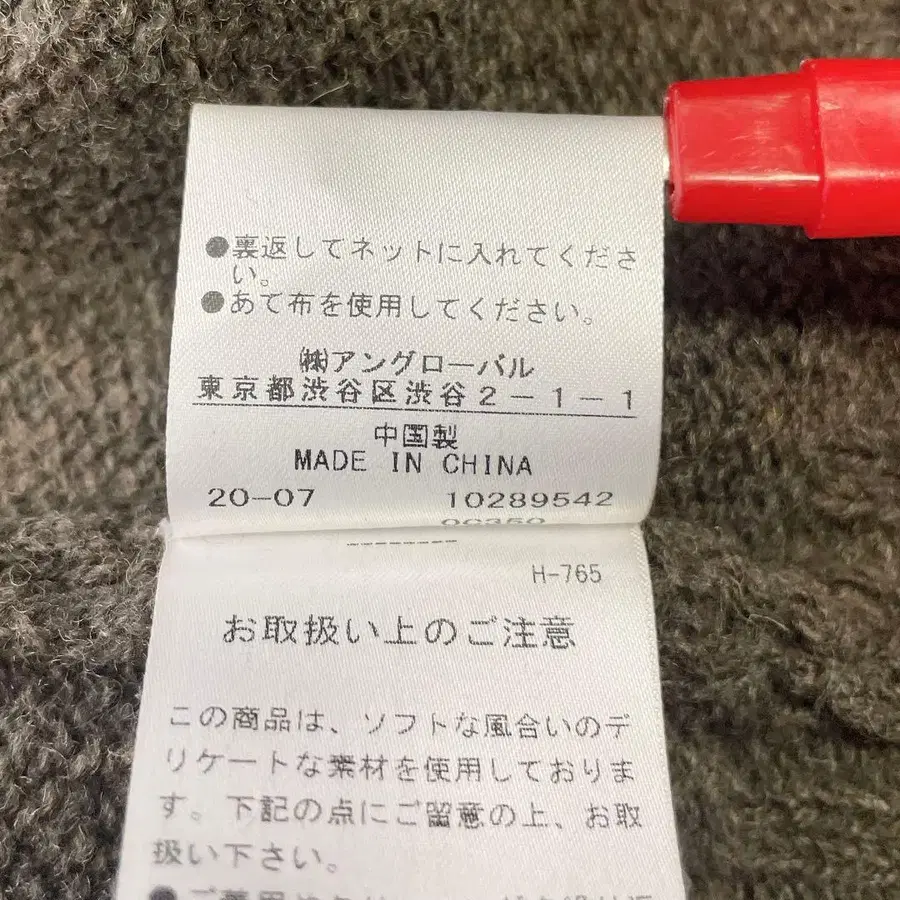 ●裏返してネットに入れてくださ
い。
●あて布を使用してください。
㈱アングローバル
東京都渋谷区渋谷2-1-1
中国製
MADE IN CHINA
20-07 10289542
H-765
お取扱い上のご注意
この商品は、ソフトな風合いのデ
リケートな素材を使用しておりま
す。下記の点にご留意の上、お取
扱い下さい。